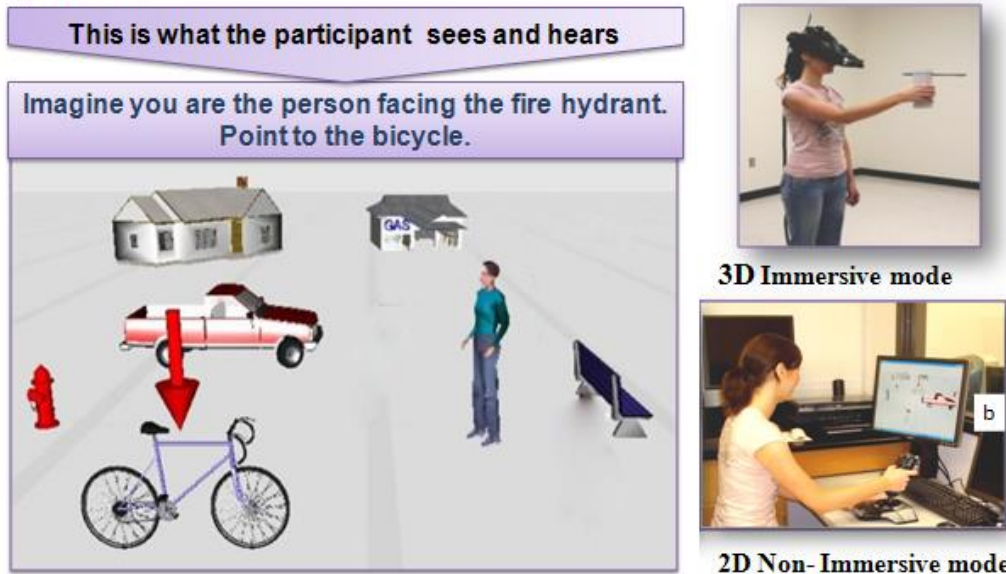 This is what the participant sees and hears
Imagine you are the person facing the fire hydrant.
Point to the bicycle.
GAS
3D Immersive mode
b
2D Non- Immersive mode